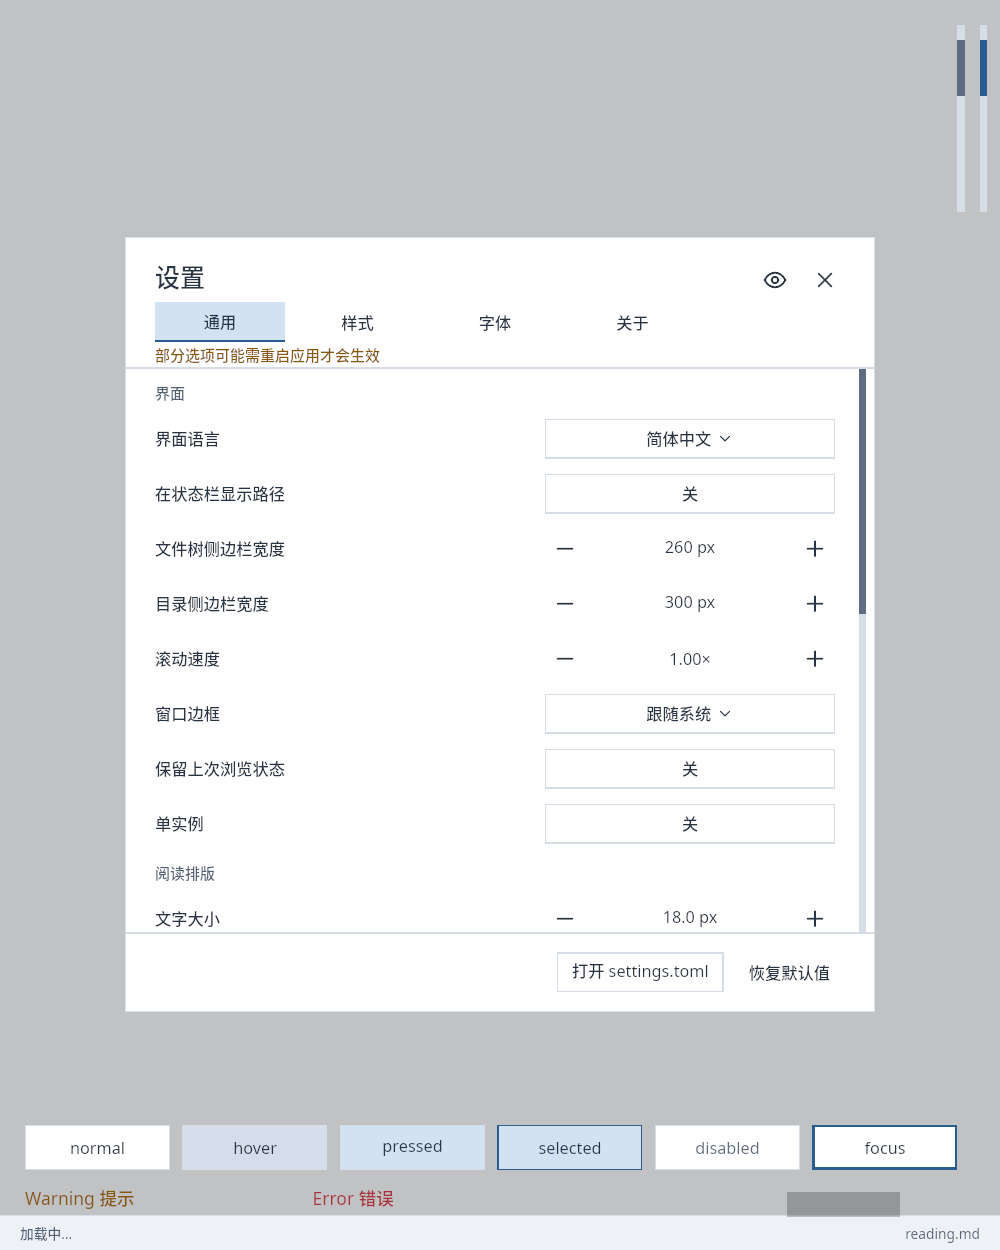 设置
通用 样式 字体 关于
部分选项可能需重启应用才会生效
界面
界面语言 简体中文
在状态栏显示路径 关
文件树侧边栏宽度 260 px
目录侧边栏宽度 300 px
滚动速度 1.00×
窗口边框 跟随系统
保留上次浏览状态 关
单实例 关
阅读排版
文字大小 18.0 px
打开 settings.toml 恢复默认值
normal hover pressed selected disabled focus
Warning 提示 Error 错误
加载中... reading.md